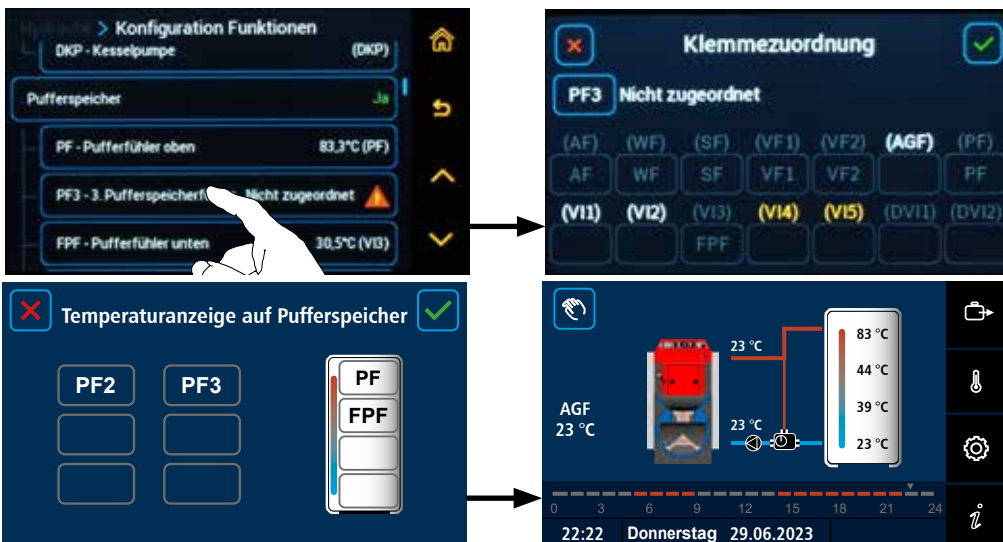 > Konfiguration Funktionen
DKP - Kesselpumpe (DKP)
Pufferspeicher Ja
PF - Pufferfühler oben 83,3°C (PF)
PF3 - 3. Pufferspeicherf Nicht zugeordnet
FPF - Pufferfühler unten 30,5°C (VI3)
Klemmezuordnung
PF3 Nicht zugeordnet
(AF) (WF) (SF) (VF1) (VF2) (AGF) (PF)
AF WF SF VF1 VF2 PF
(VI1) (VI2) (VI3) (VI4) (VI5) (DVI1) (DVI2)
FPF
Temperaturanzeige auf Pufferspeicher
PF2 PF3 PF
FPF
23 °C 83 °C
44 °C
AGF 39 °C
23 °C 23 °C 23 °C
0 3 6 9 12 15 18 21 24
22:22 Donnerstag 29.06.2023
i